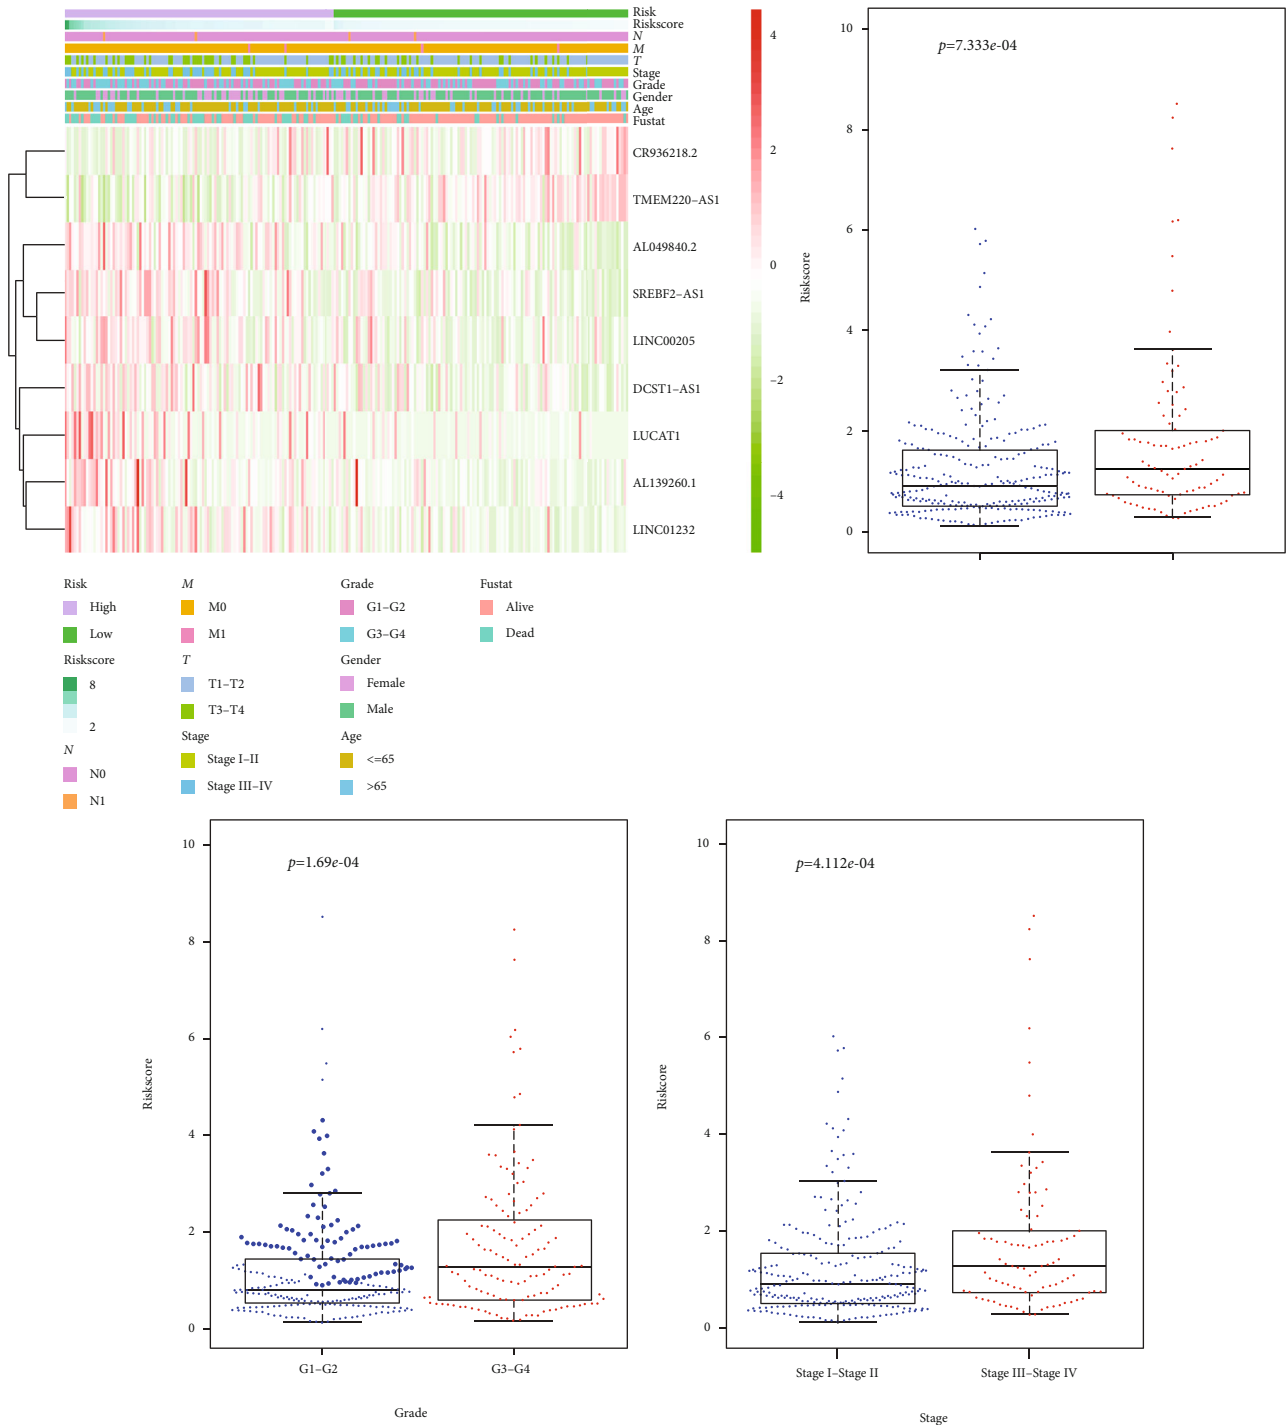 Risk
Riskscore
N
M
T
Stage
Grade
Gender
Age
Fustat
CR936218.2
TMEM220–AS1
AL049840.2
SREBF2–AS1
LINC00205
DCST1–AS1
LUCAT1
AL139260.1
LINC01232
4
2
0
–2
–4
Risk
High
Low
Riskscore
8
2
N
N0
N1
M
M0
M1
T
T1–T2
T3–T4
Stage
Stage I–II
Stage III–IV
Grade
G1–G2
G3–G4
Gender
Female
Male
Age
<=65
>65
Fustat
Alive
Dead
p=7.333e-04
10
8
6
4
2
0
Riskscore
p=1.69e-04
10
8
6
4
2
0
Riskscore
G1–G2
G3–G4
Grade
p=4.112e-04
10
8
6
4
2
0
Riskcore
Stage I–Stage II
Stage III–Stage IV
Stage